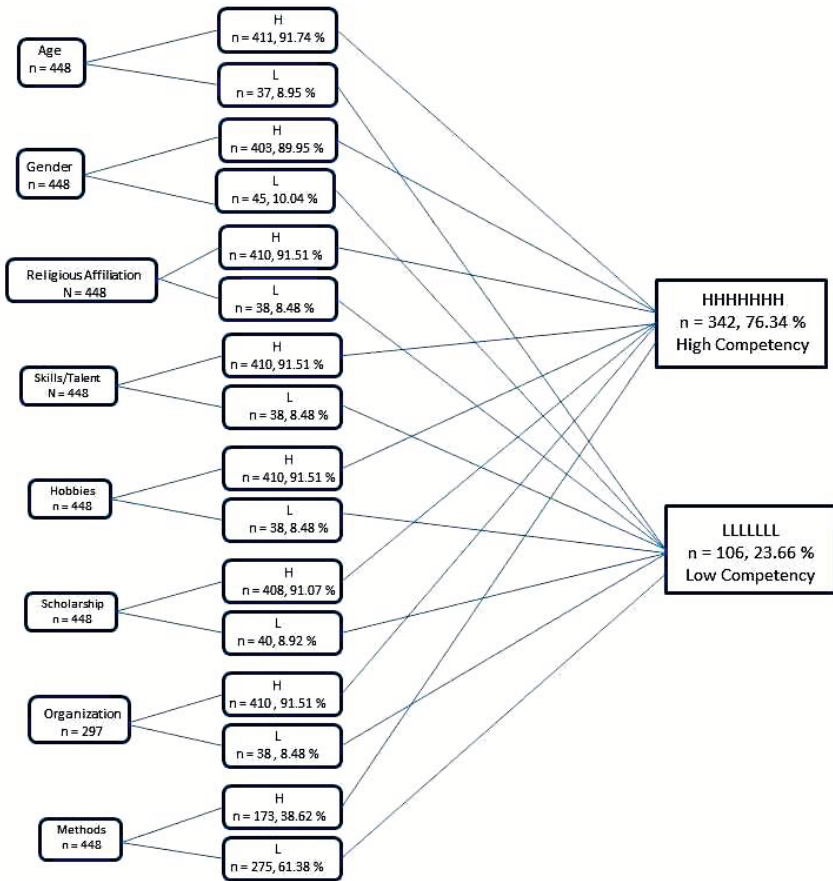 Age
n = 448
H
n = 411, 91.74 %
L
n = 37, 8.95 %
Gender
n = 448
H
n = 403, 89.95 %
L
n = 45, 10.04 %
Religious Affiliation
N = 448
H
n = 410, 91.51 %
L
n = 38, 8.48 %
Skills/Talent
N = 448
H
n = 410, 91.51 %
L
n = 38, 8.48 %
Hobbies
n = 448
H
n = 410, 91.51 %
L
n = 38, 8.48 %
Scholarship
n = 448
H
n = 408, 91.07 %
L
n = 40, 8.92 %
Organization
n = 297
H
n = 410 , 91.51 %
L
n = 38 , 8.48 %
Methods
n = 448
H
n = 173, 38.62 %
L
n = 275, 61.38 %
HHHHHHH
n = 342, 76.34 %
High Competency
LLLLLLL
n = 106, 23.66 %
Low Competency